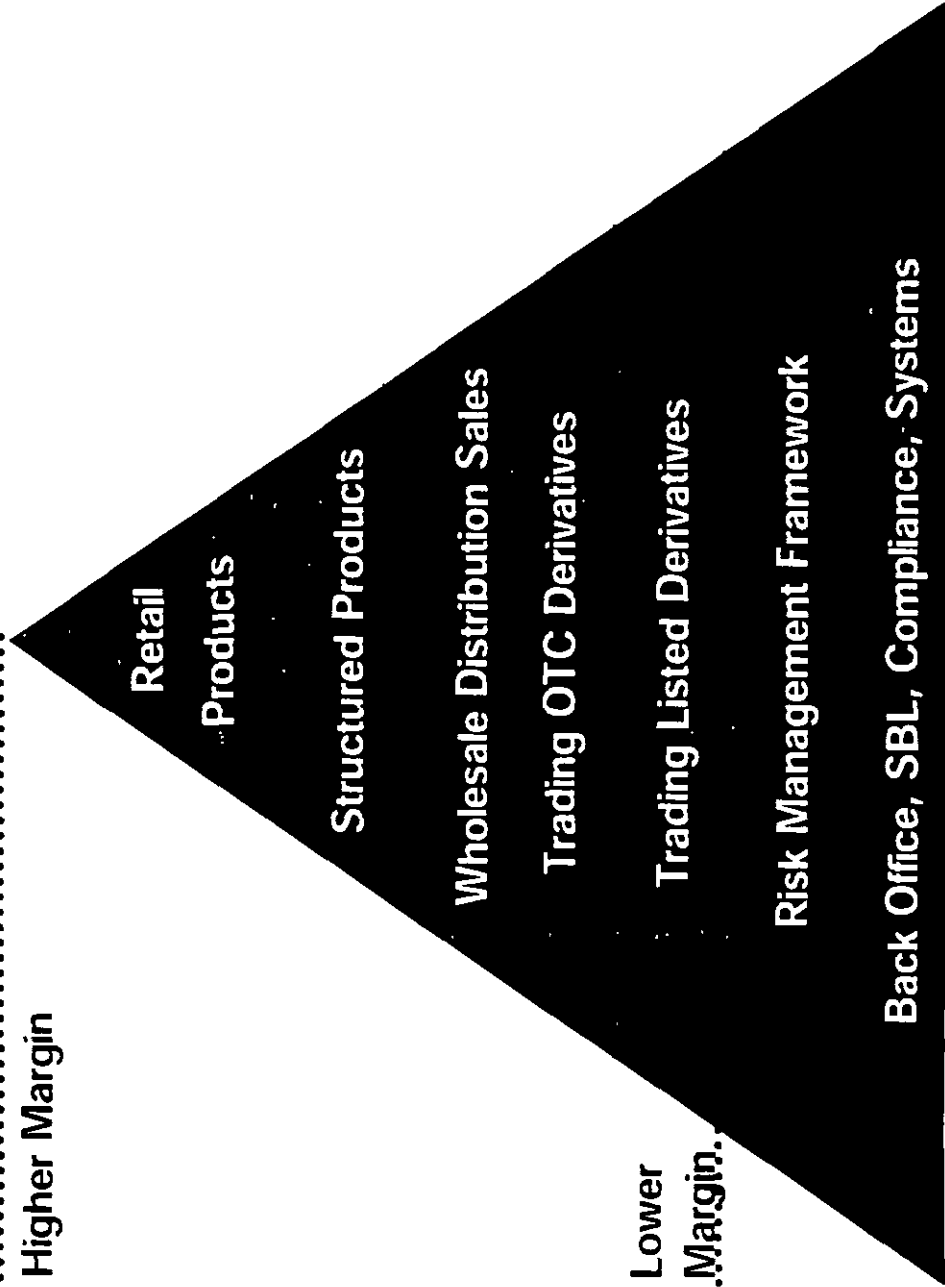 Higher Margin
Retail
Products
Structured Products
Wholesale Distribution Sales
Trading OTC Derivatives
Trading Listed Derivatives
Lower
Margin
Risk Management Framework
Back Office, SBL, Compliance, Systems